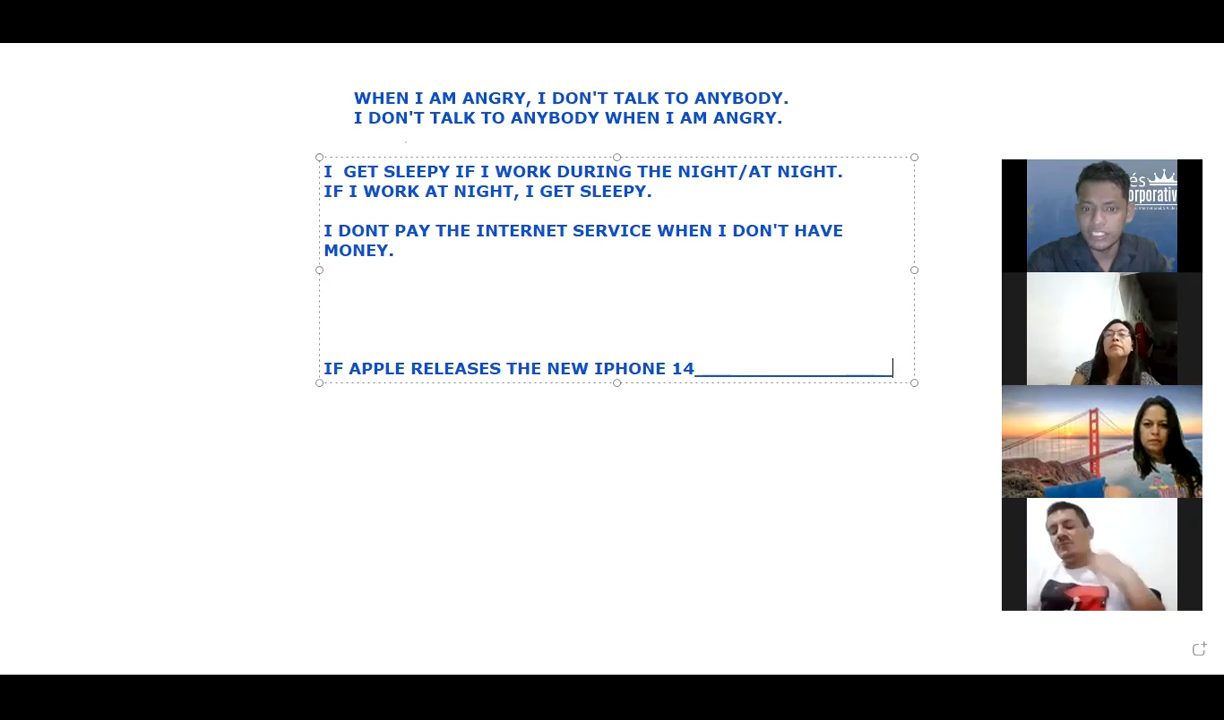 WHEN I AM ANGRY, I DON'T TALK TO ANYBODY.
I DON'T TALK TO ANYBODY WHEN I AM ANGRY.
I  GET SLEEPY IF I WORK DURING THE NIGHT/AT NIGHT.
IF I WORK AT NIGHT, I GET SLEEPY.
I DONT PAY THE INTERNET SERVICE WHEN I DON'T HAVE
MONEY.
IF APPLE RELEASES THE NEW IPHONE 14____________________